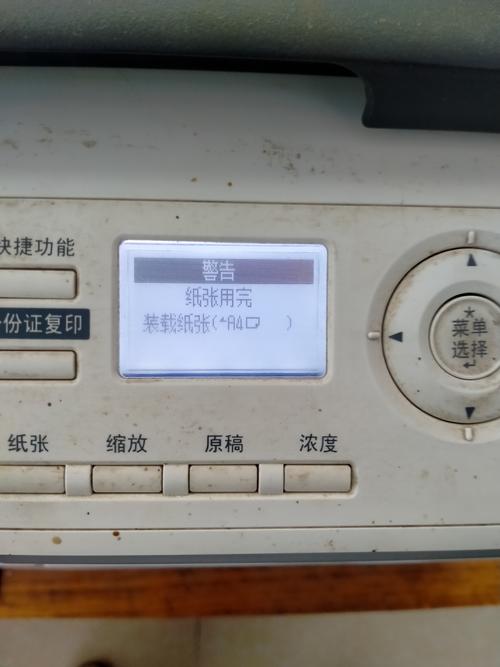 快捷功能
警告
纸张用完
装载纸张(*A4 )
份证复印
菜单
选择
纸张
缩放
原稿
浓度